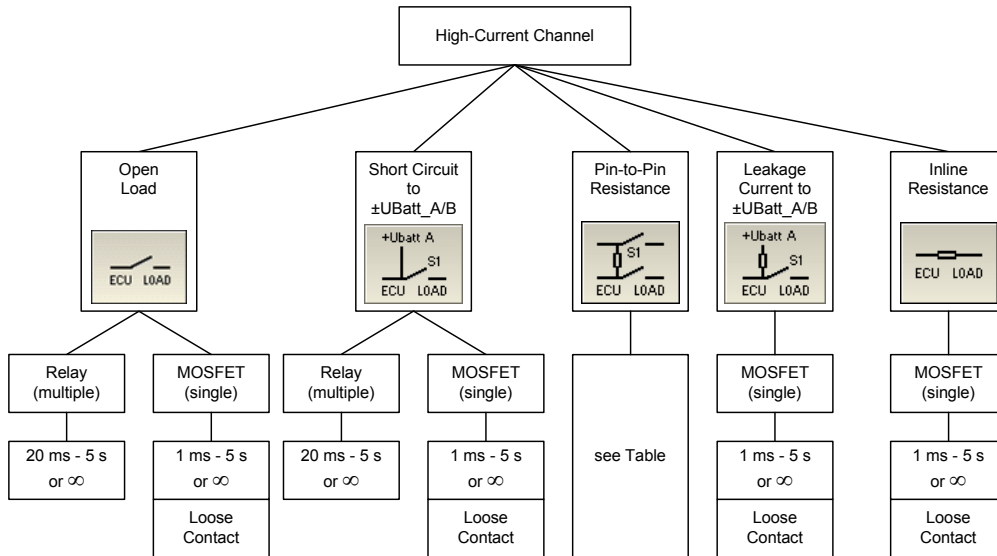 High-Current Channel
Open
Load
ECU LOAD
Short Circuit
to
±UBatt_A/B
+Ubatt A
S1
ECU LOAD
Pin-to-Pin
Resistance
S1
ECU LOAD
Leakage
Current to
±UBatt_A/B
+Ubatt A
S1
ECU LOAD
Inline
Resistance
ECU LOAD
Relay
(multiple)
MOSFET
(single)
Relay
(multiple)
MOSFET
(single)
MOSFET
(single)
MOSFET
(single)
20 ms - 5 s
or ∞
1 ms - 5 s
or ∞
Loose
Contact
20 ms - 5 s
or ∞
1 ms - 5 s
or ∞
Loose
Contact
see Table
1 ms - 5 s
or ∞
Loose
Contact
1 ms - 5 s
or ∞
Loose
Contact